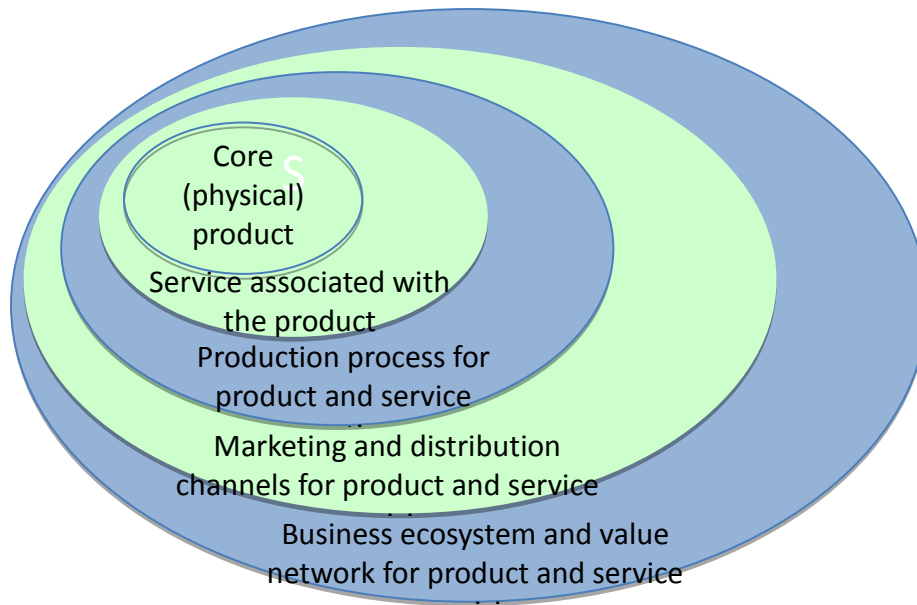 Core
S
(physical)
product
Service associated with
the product
Production process for
product and service
Marketing and distribution
channels for product and service
Business ecosystem and value
network for product and service